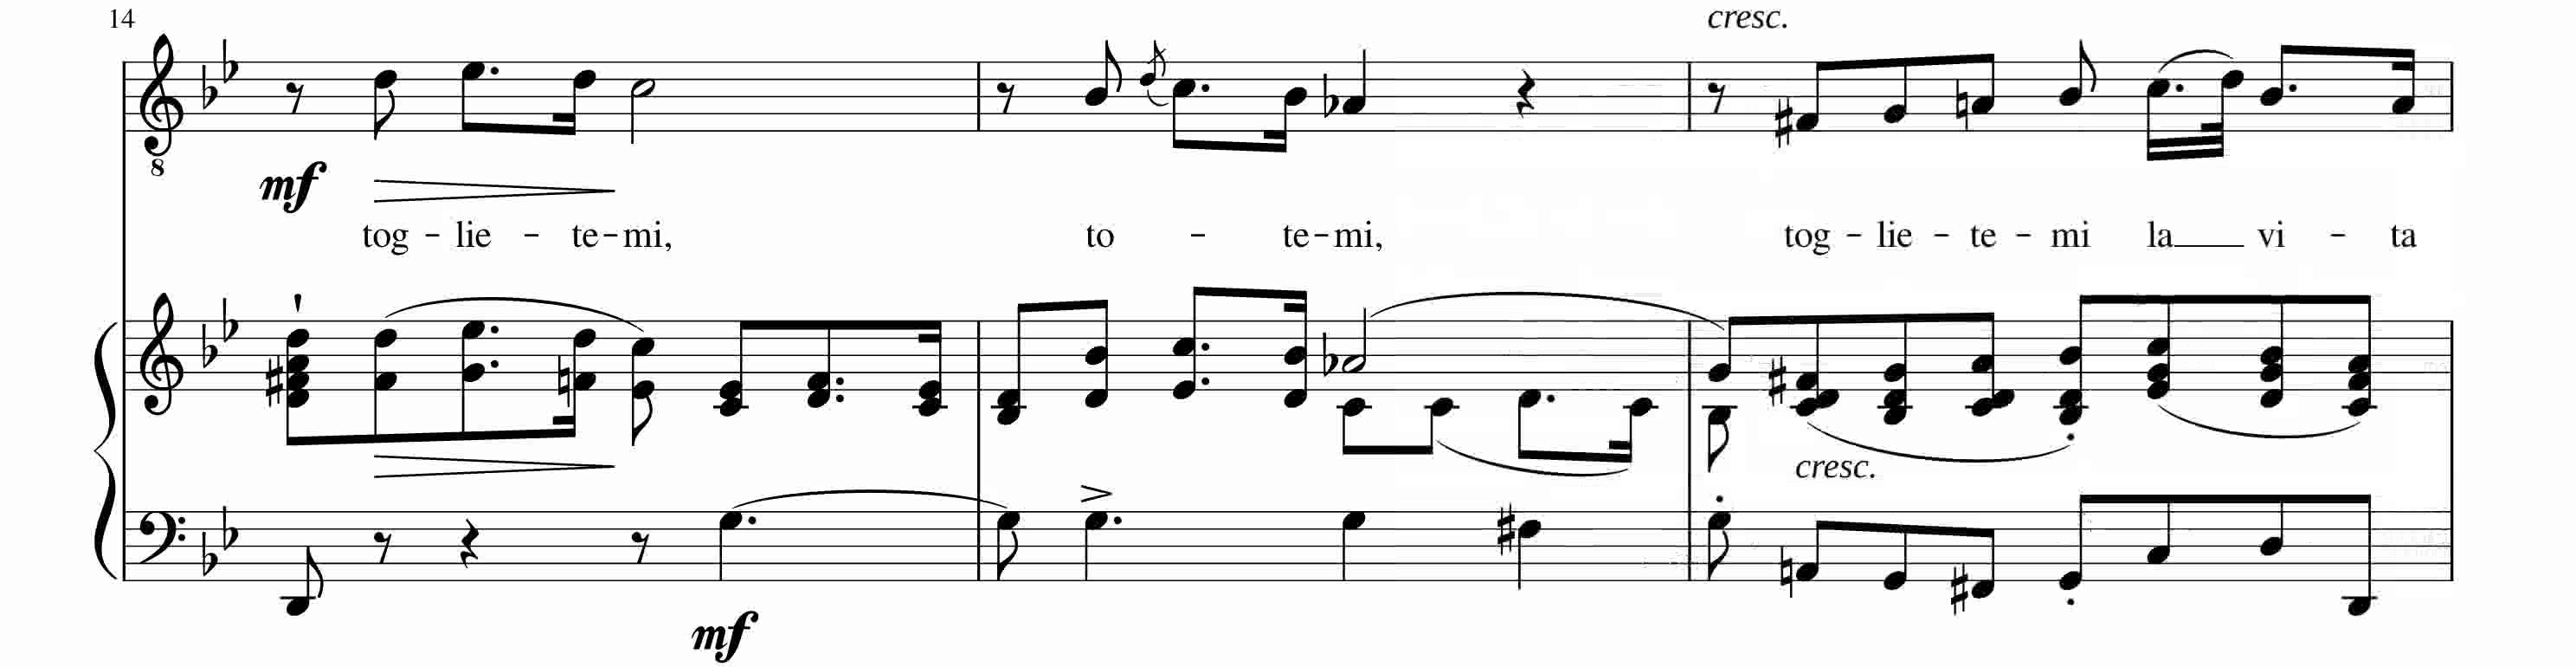 14
cresc.
8
mf
tog - lie - te - mi, to - te - mi, tog - lie - te - mi la vi - ta
cresc.
mf